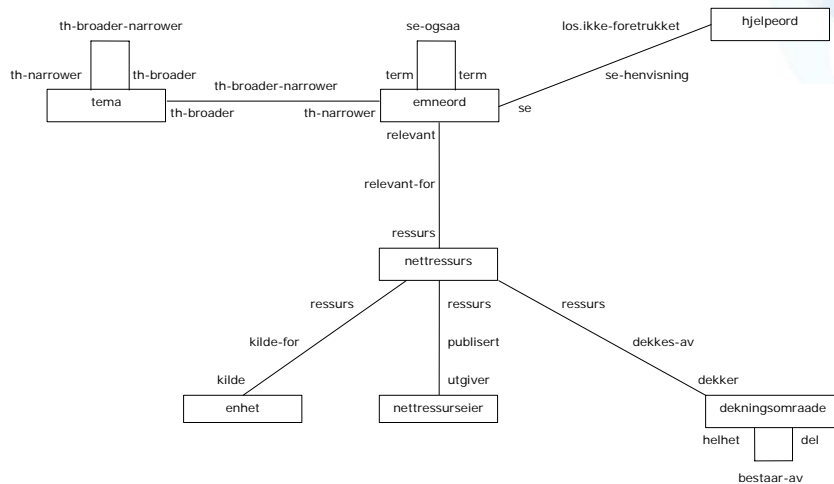 th-broader-narrower
se-ogsaa
los.ikke-foretrukket
hjelpeord
th-narrower
th-broader
term
term
se-henvisning
tema
th-broader-narrower
emneord
th-broader
th-narrower
se
relevant
relevant-for
ressurs
nettressurs
ressurs
ressurs
ressurs
kilde-for
publisert
dekkes-av
kilde
utgiver
dekker
enhet
nettressurseier
dekningsomraade
helhet
del
bestaar-av